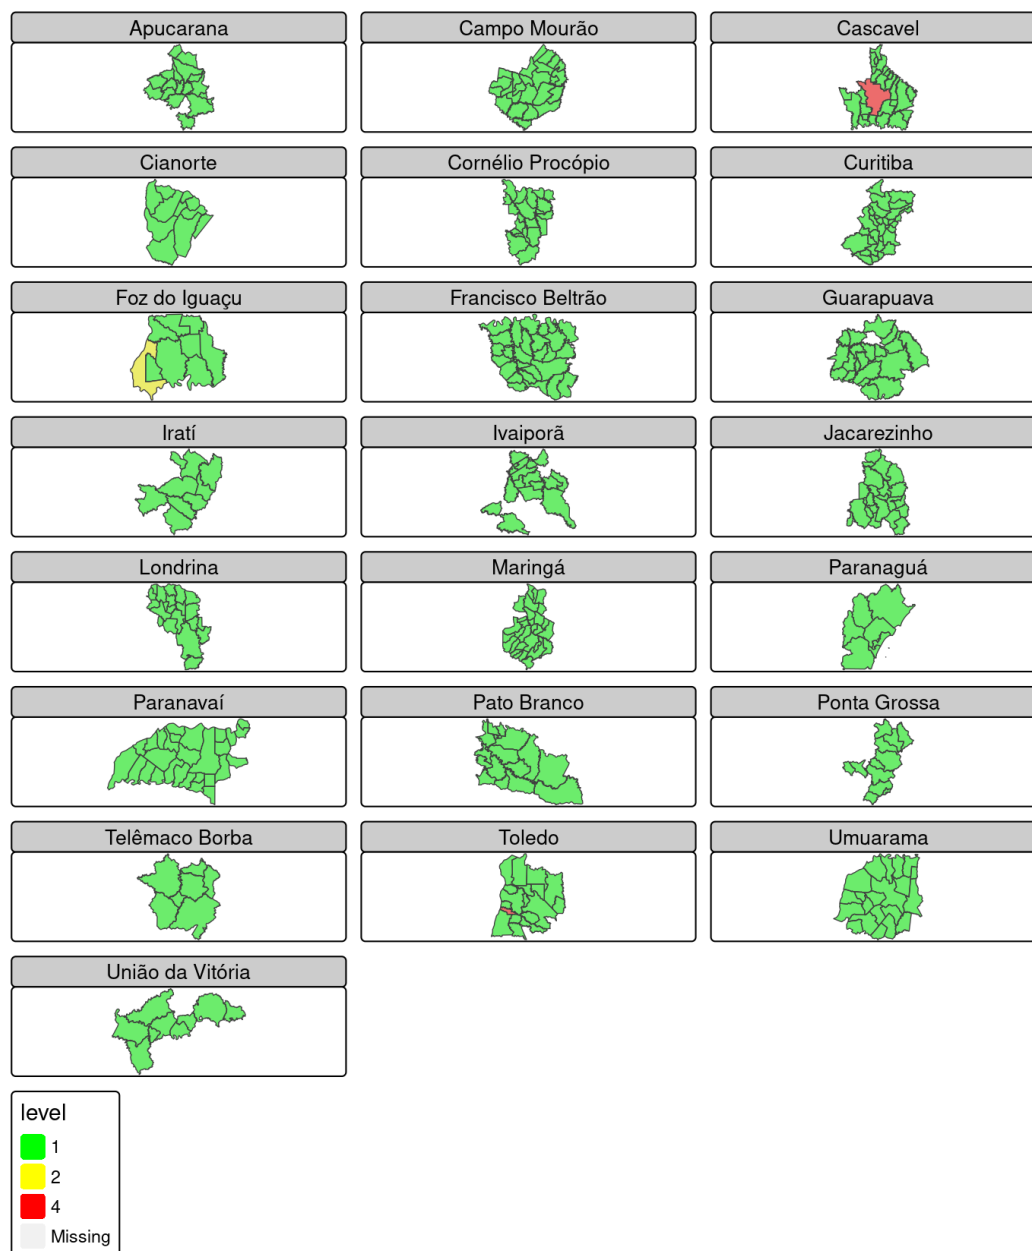 Apucarana
Campo Mourão
Cascavel
Cianorte
Cornélio Procópio
Curitiba
Foz do Iguaçu
Francisco Beltrão
Guarapuava
Iratí
Ivaiporã
Jacarezinho
Londrina
Maringá
Paranaguá
Paranavaí
Pato Branco
Ponta Grossa
Telêmaco Borba
Toledo
Umuarama
União da Vitória
level
1
2
4
Missing